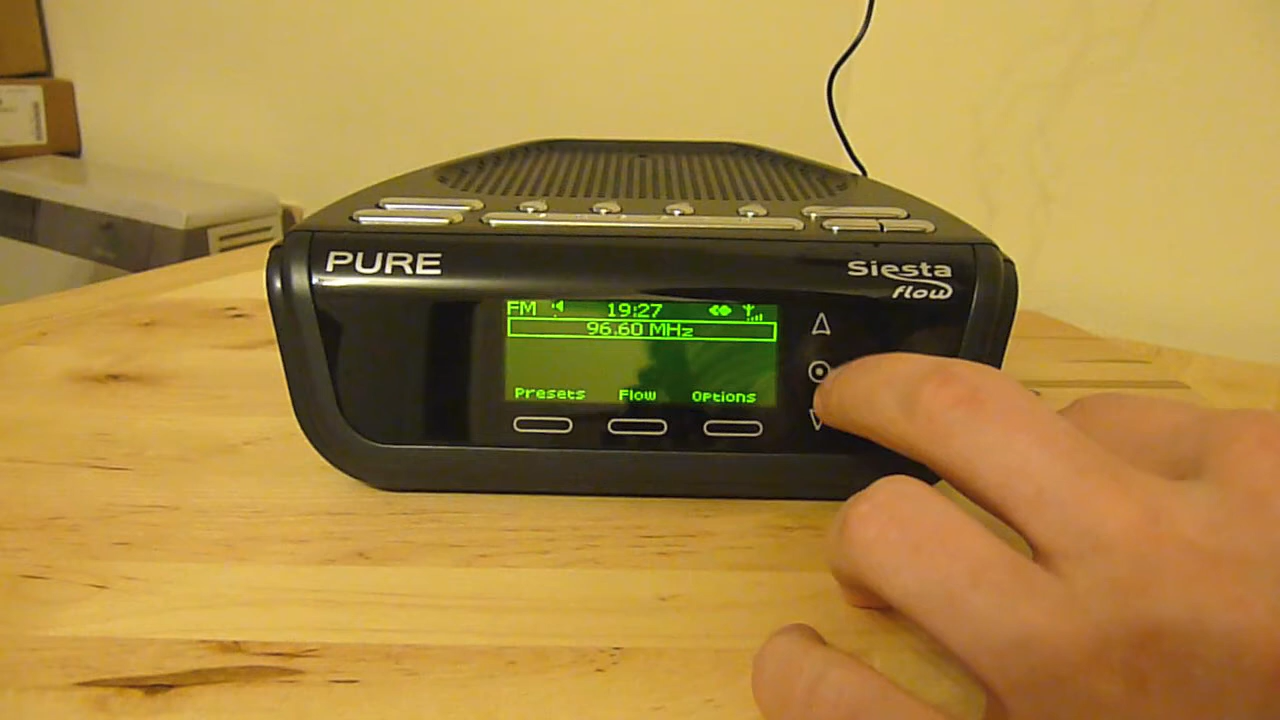 PURE
Siesta
flow
FM 19:27
96.60 MHz
Presets Flow Options